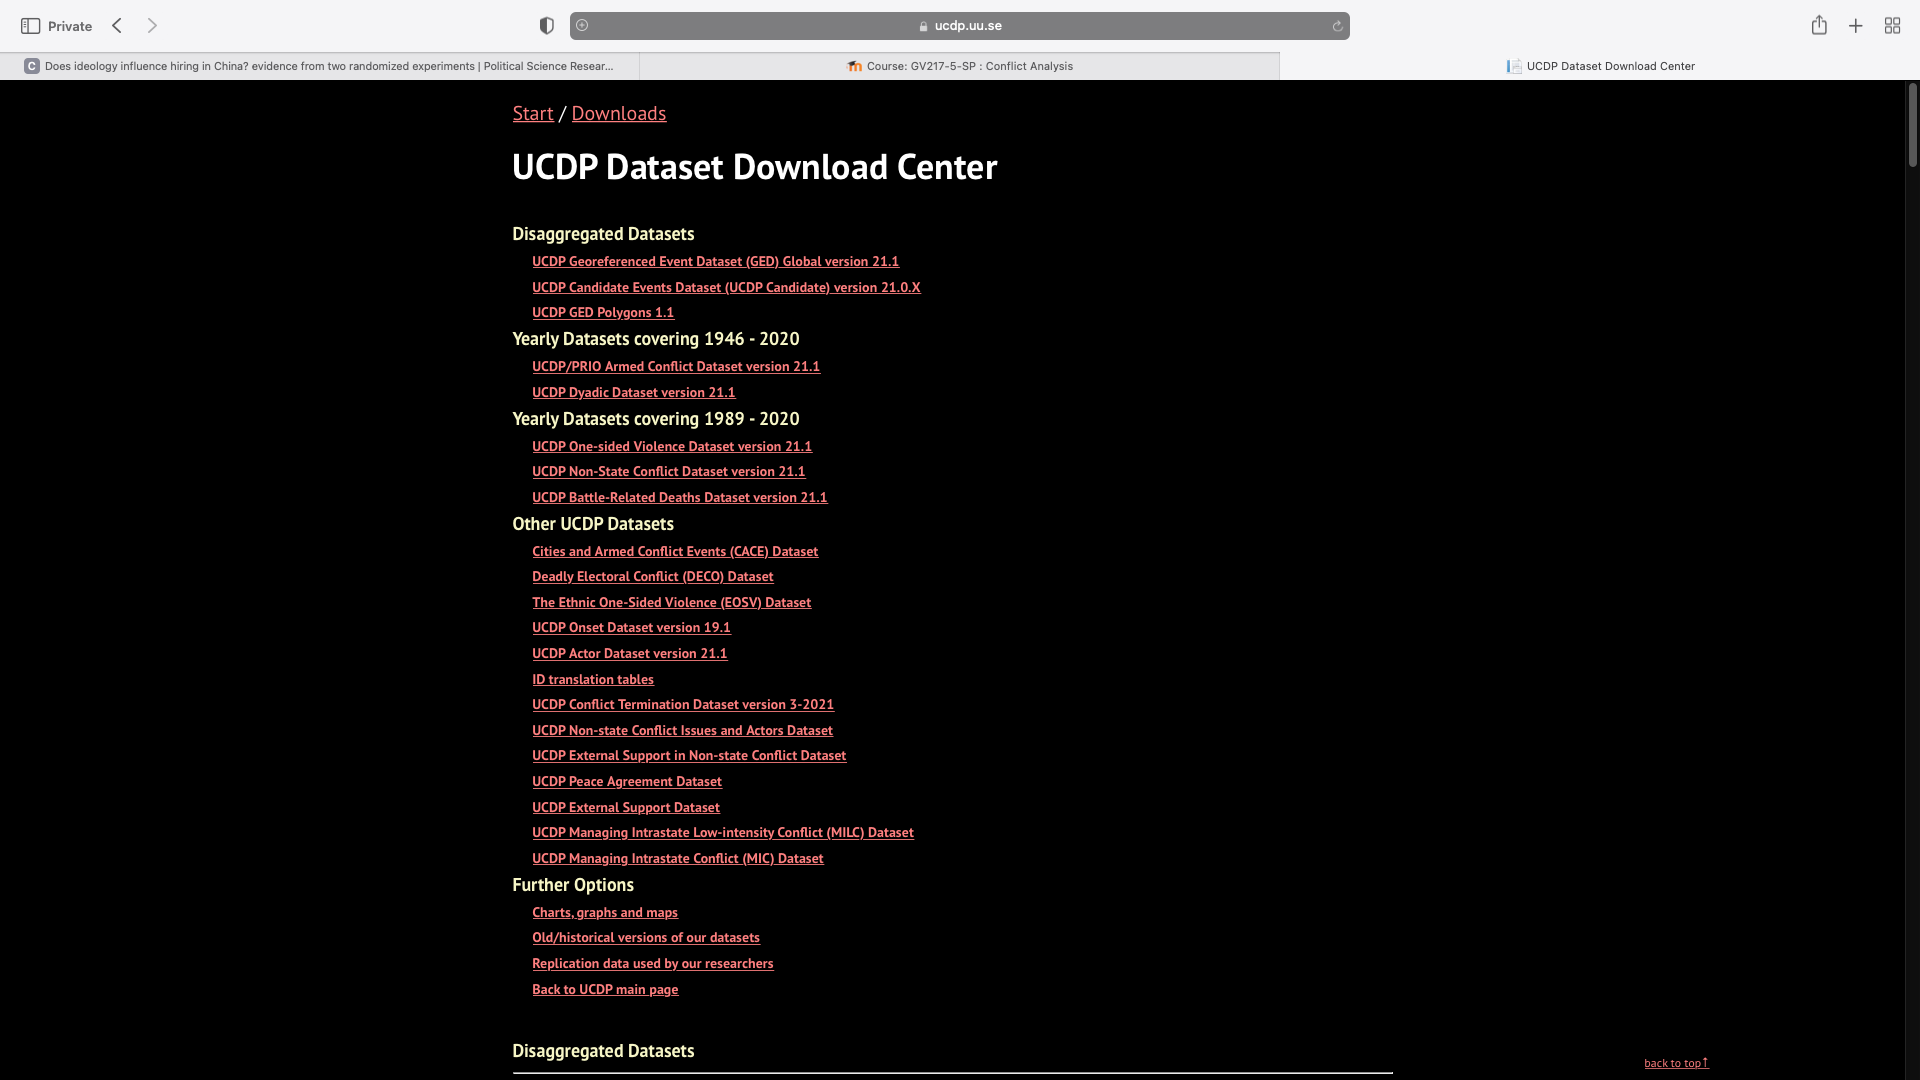 Private
ucdp.uu.se
C Does ideology influence hiring in China? evidence from two randomized experiments | Political Science Resear...
Course: GV217-5-SP : Conflict Analysis
UCDP Dataset Download Center
Start / Downloads
UCDP Dataset Download Center
Disaggregated Datasets
UCDP Georeferenced Event Dataset (GED) Global version 21.1
UCDP Candidate Events Dataset (UCDP Candidate) version 21.0.X
UCDP GED Polygons 1.1
Yearly Datasets covering 1946 - 2020
UCDP/PRIO Armed Conflict Dataset version 21.1
UCDP Dyadic Dataset version 21.1
Yearly Datasets covering 1989 - 2020
UCDP One-sided Violence Dataset version 21.1
UCDP Non-State Conflict Dataset version 21.1
UCDP Battle-Related Deaths Dataset version 21.1
Other UCDP Datasets
Cities and Armed Conflict Events (CACE) Dataset
Deadly Electoral Conflict (DECO) Dataset
The Ethnic One-Sided Violence (EOSV) Dataset
UCDP Onset Dataset version 19.1
UCDP Actor Dataset version 21.1
ID translation tables
UCDP Conflict Termination Dataset version 3-2021
UCDP Non-state Conflict Issues and Actors Dataset
UCDP External Support in Non-state Conflict Dataset
UCDP Peace Agreement Dataset
UCDP External Support Dataset
UCDP Managing Intrastate Low-intensity Conflict (MILC) Dataset
UCDP Managing Intrastate Conflict (MIC) Dataset
Further Options
Charts, graphs and maps
Old/historical versions of our datasets
Replication data used by our researchers
Back to UCDP main page
Disaggregated Datasets
back to top↑